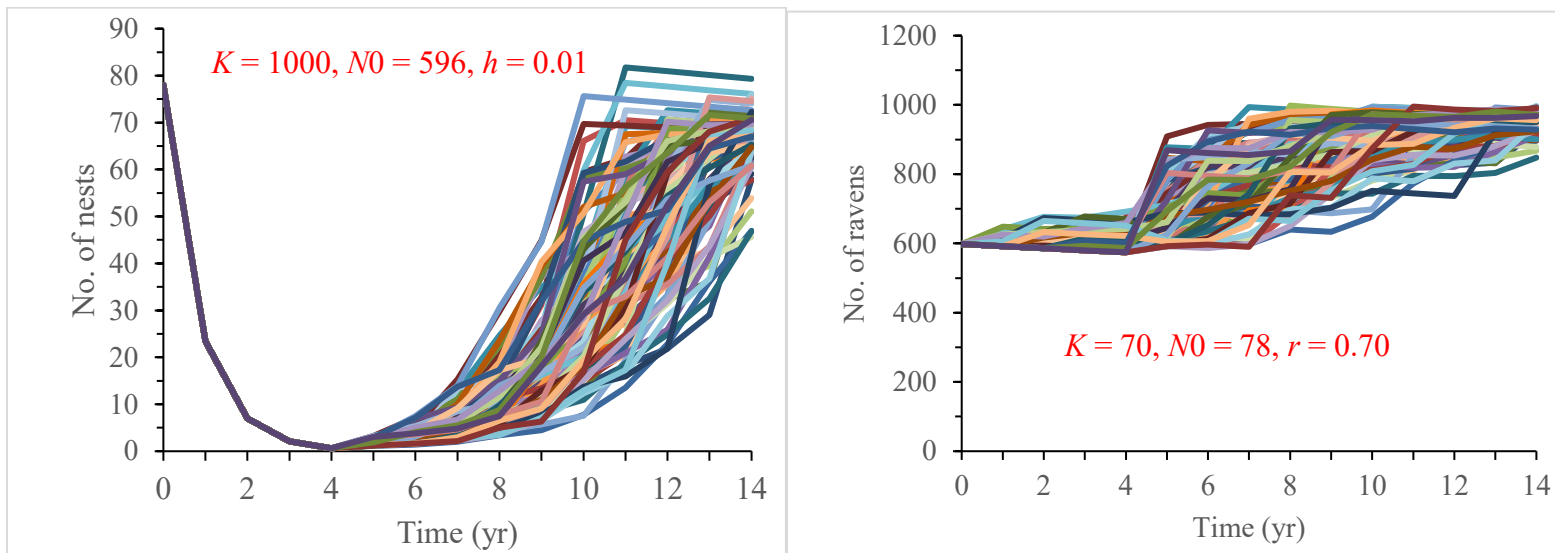 K = 1000, N0 = 596, h = 0.01
No. of nests
90
80
70
60
50
40
30
20
10
0
0 2 4 6 8 10 12 14
Time (yr)
K = 70, N0 = 78, r = 0.70
No. of ravens
1200
1000
800
600
400
200
0
0 2 4 6 8 10 12 14
Time (yr)